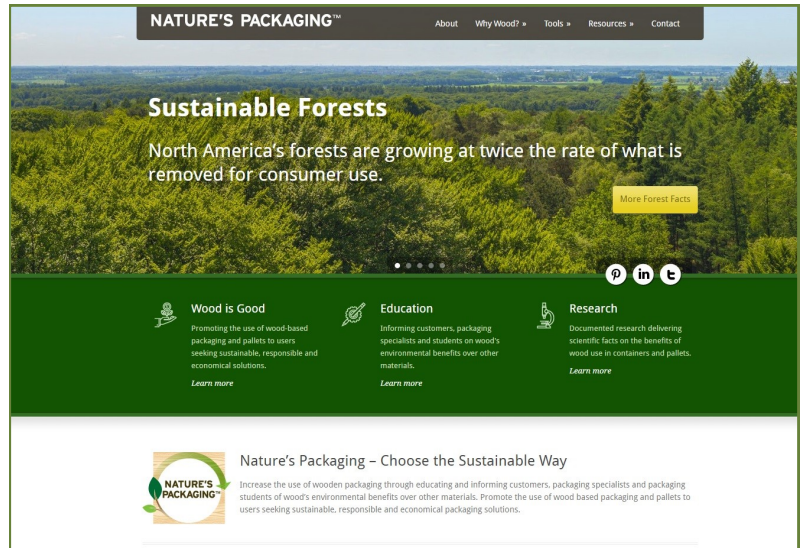 NATURE'S PACKAGING™
About Why Wood? » Tools » Resources » Contact
Sustainable Forests
North America's forests are growing at twice the rate of what is
removed for consumer use.
More Forest Facts
Wood is Good
Promoting the use of wood-based
packaging and pallets to users
seeking sustainable, responsible and
economical solutions.
Learn more
Education
Informing customers, packaging
specialists and students on wood's
environmental benefits over other
materials.
Learn more
Research
Documented research delivering
scientific facts on the benefits of
wood use in containers and pallets.
Learn more
NATURE'S
PACKAGING™
Nature's Packaging – Choose the Sustainable Way
Increase the use of wooden packaging through educating and informing customers, packaging specialists and packaging
students of wood's environmental benefits over other materials. Promote the use of wood based packaging and pallets to
users seeking sustainable, responsible and economical packaging solutions.